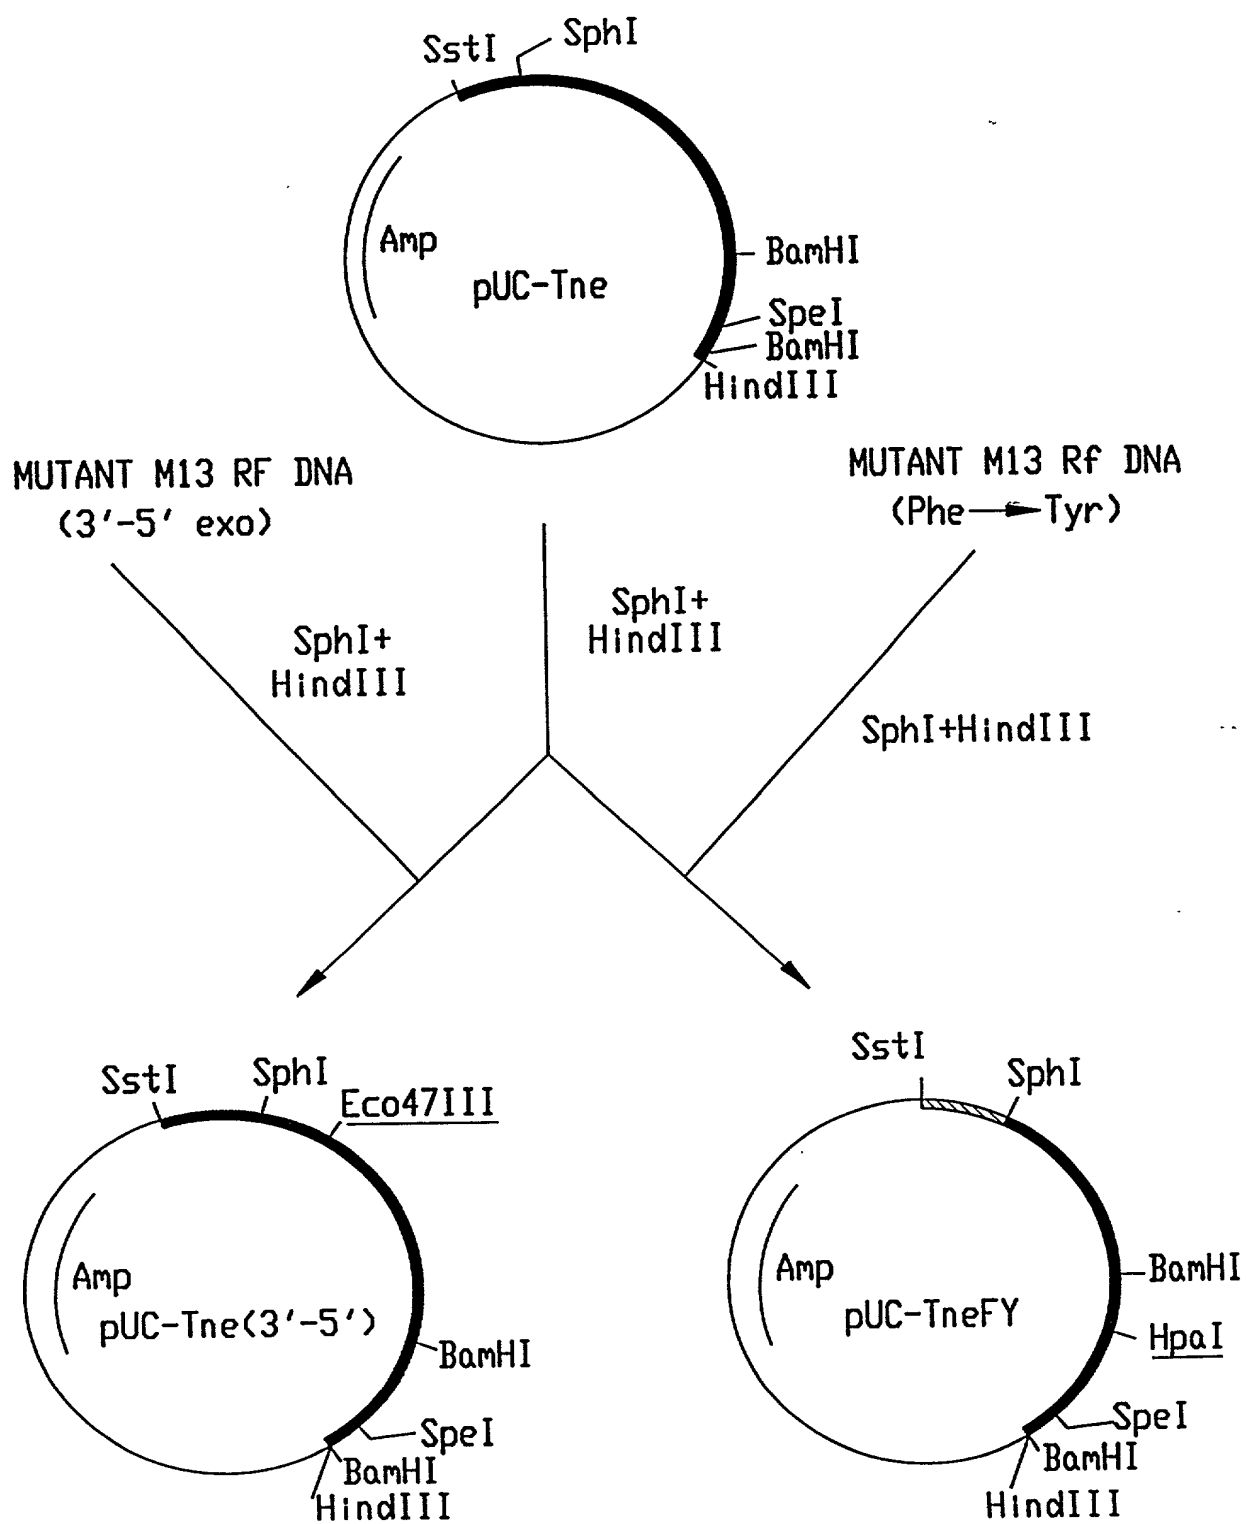 SstI
SphI
Amp
pUC-Tne
BamHI
SpeI
BamHI
HindIII
MUTANT M13 RF DNA
(3'-5' exo)
MUTANT M13 Rf DNA
(Phe→Tyr)
SphI+
HindIII
SphI+
HindIII
SphI+HindIII
SstI
SphI
Eco47III
Amp
pUC-Tne(3'-5')
BamHI
SpeI
BamHI
HindIII
SstI
SphI
Amp
pUC-TneFY
BamHI
HpaI
SpeI
BamHI
HindIII